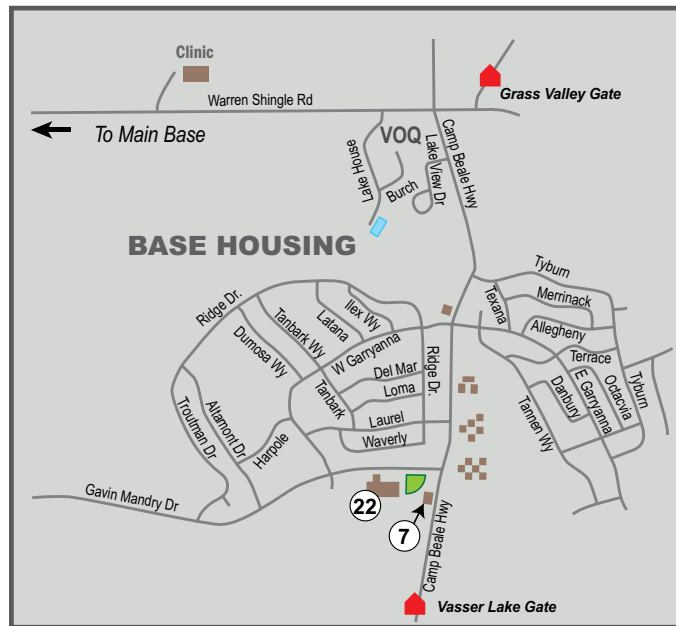 Clinic
Grass Valley Gate
Warren Shingle Rd
To Main Base
VOQ
Camp Beale Hwy
Lake House
Burch
Lake View Dr
BASE HOUSING
Tyburn
Merrinack
Texana
Allegheny
Terrace
Ridge Dr.
Ilex Wy
Latana
Tanbark Wy
Dumosa Wy
W Garryanna
Ridge Dr.
Del Mar
Loma
Tanbark
Laurel
Waverly
Octacvia
Tyburn
E Garryanna
Danbury
Tannen Wy
Altamont Dr
Troutman Dr
Harpole
Gavin Mandry Dr
22
7
Camp Beale Hwy
Vasser Lake Gate